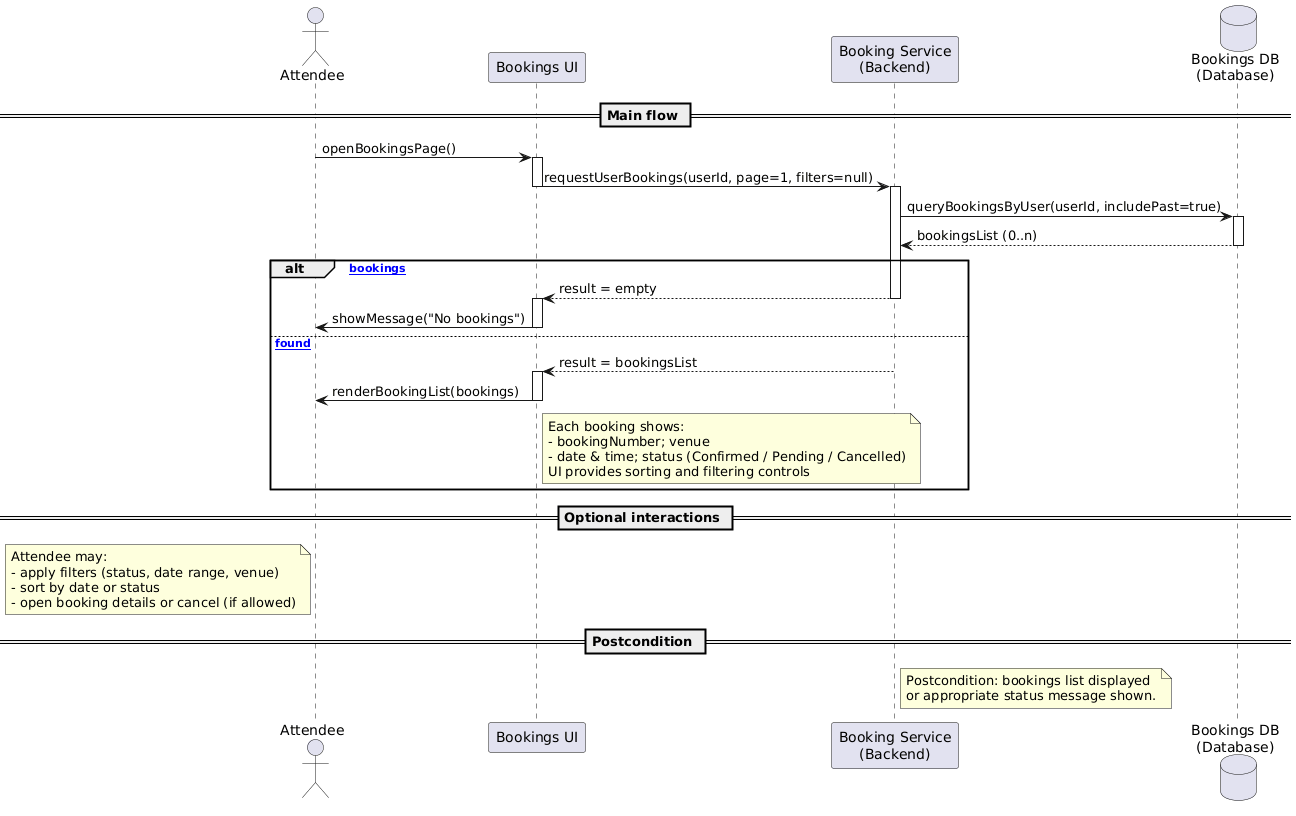 Attendee
Bookings UI
Booking Service
(Backend)
Bookings DB
(Database)
Main flow
openBookingsPage()
requestUserBookings(userId, page=1, filters=null)
queryBookingsByUser(userId, includePast=true)
bookingsList (0..n)
alt
bookings
result = empty
showMessage("No bookings")
found
result = bookingsList
renderBookingList(bookings)
Each booking shows:
- bookingNumber; venue
- date & time; status (Confirmed / Pending / Cancelled)
UI provides sorting and filtering controls
Optional interactions
Attendee may:
- apply filters (status, date range, venue)
- sort by date or status
- open booking details or cancel (if allowed)
Postcondition
Postcondition: bookings list displayed
or appropriate status message shown.
Attendee
Bookings UI
Booking Service
(Backend)
Bookings DB
(Database)